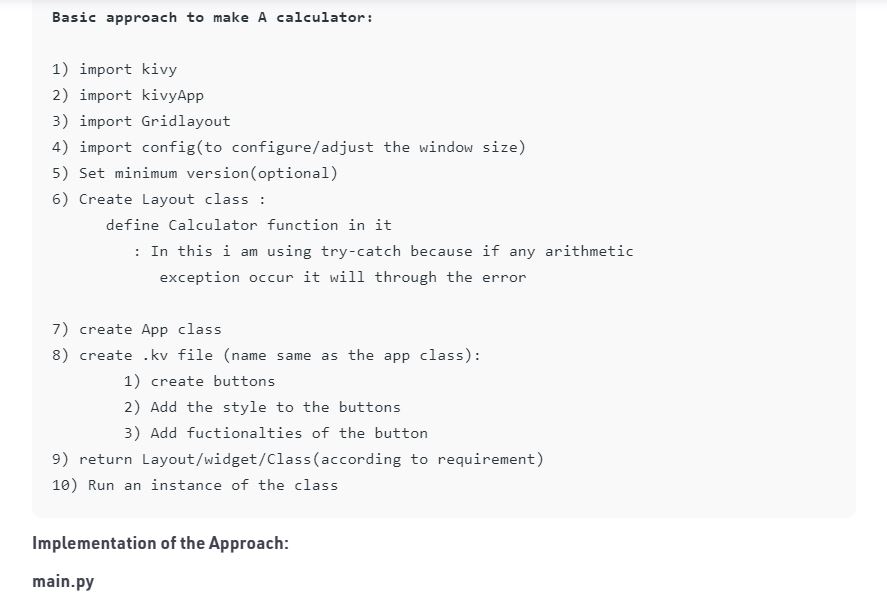 Basic approach to make A calculator:
1) import kivy
2) import kivyApp
3) import Gridlayout
4) import config(to configure/adjust the window size)
5) Set minimum version(optional)
6) Create Layout class :
define Calculator function in it
: In this i am using try-catch because if any arithmetic
exception occur it will through the error
7) create App class
8) create .kv file (name same as the app class):
1) create buttons
2) Add the style to the buttons
3) Add fuctionalties of the button
9) return Layout/widget/Class(according to requirement)
10) Run an instance of the class
Implementation of the Approach:
main.py